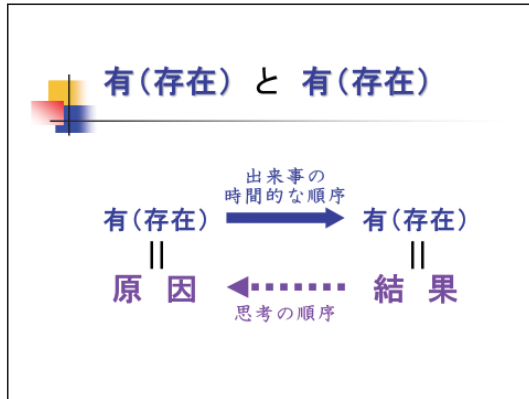 有(存在) と 有(存在)
出来事の
時間的な順序
有(存在) 有(存在)
|| ||
原 因 結 果
思考の順序